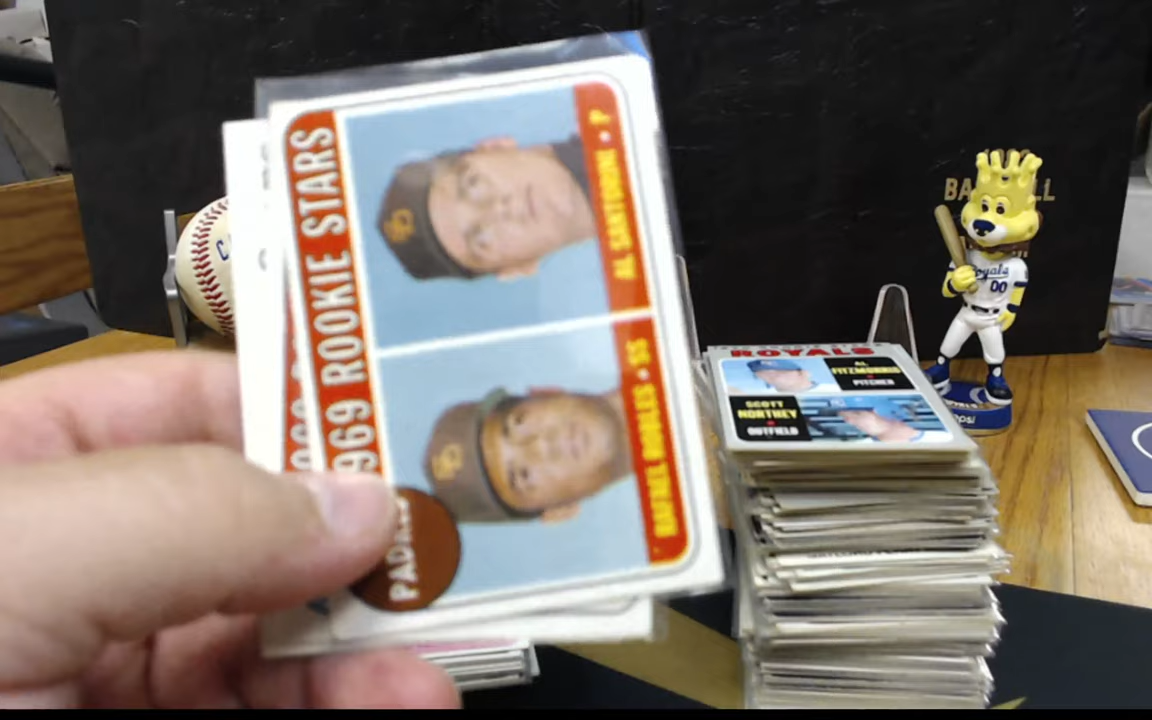 1969 ROOKIE STARS
AL SANTORINI • P
RAFAEL ROBLES • SS
PADRES
ROYALS
AL
FITZMORRIS
PITCHER
SCOTT
NORTHEY
OUTFIELD
Royals
00